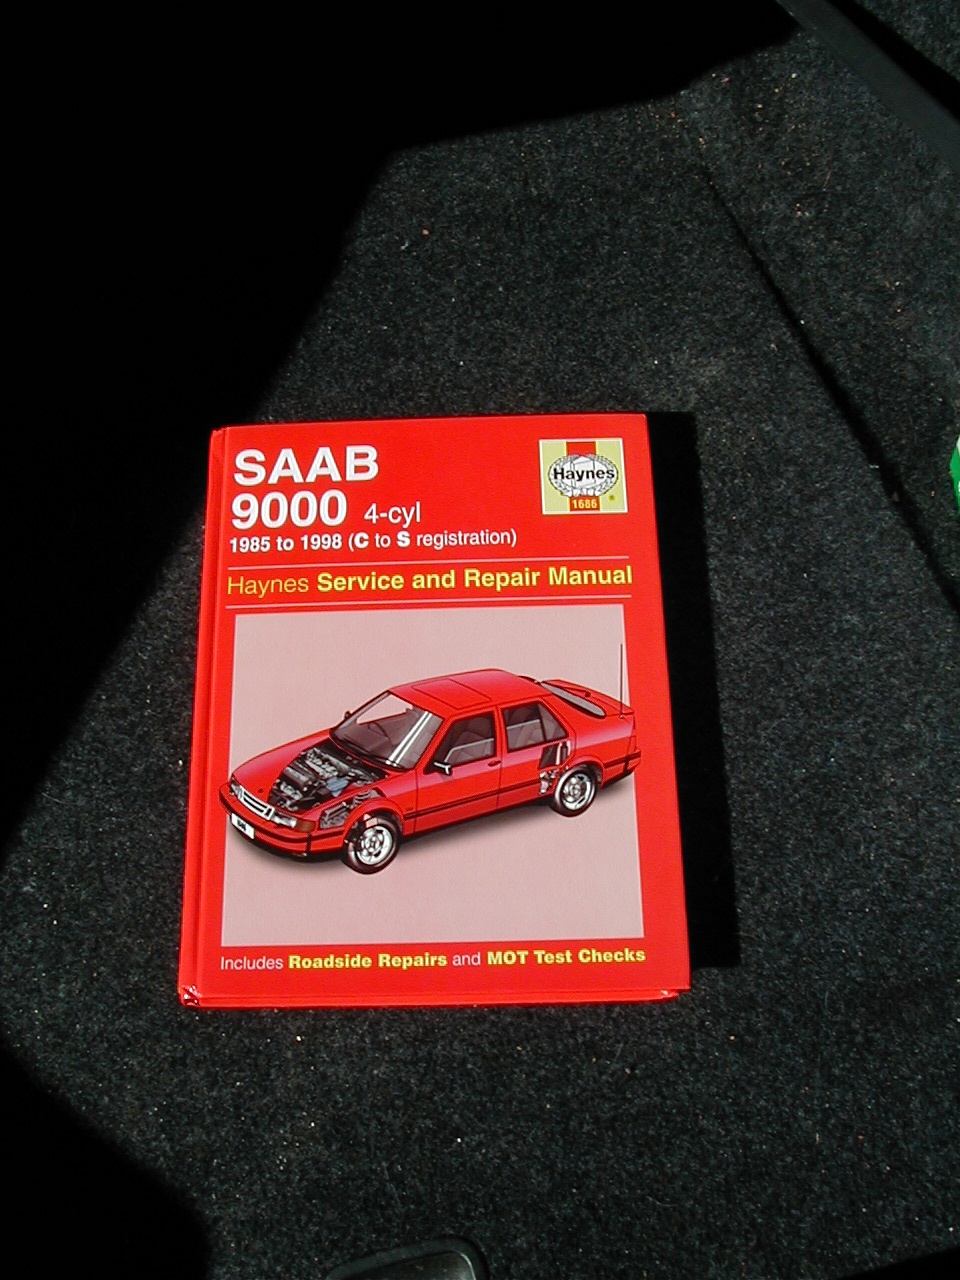 SAAB
9000 4-cyl
1985 to 1998 (C to S registration)
Haynes
1686
Haynes Service and Repair Manual
Includes Roadside Repairs and MOT Test Checks